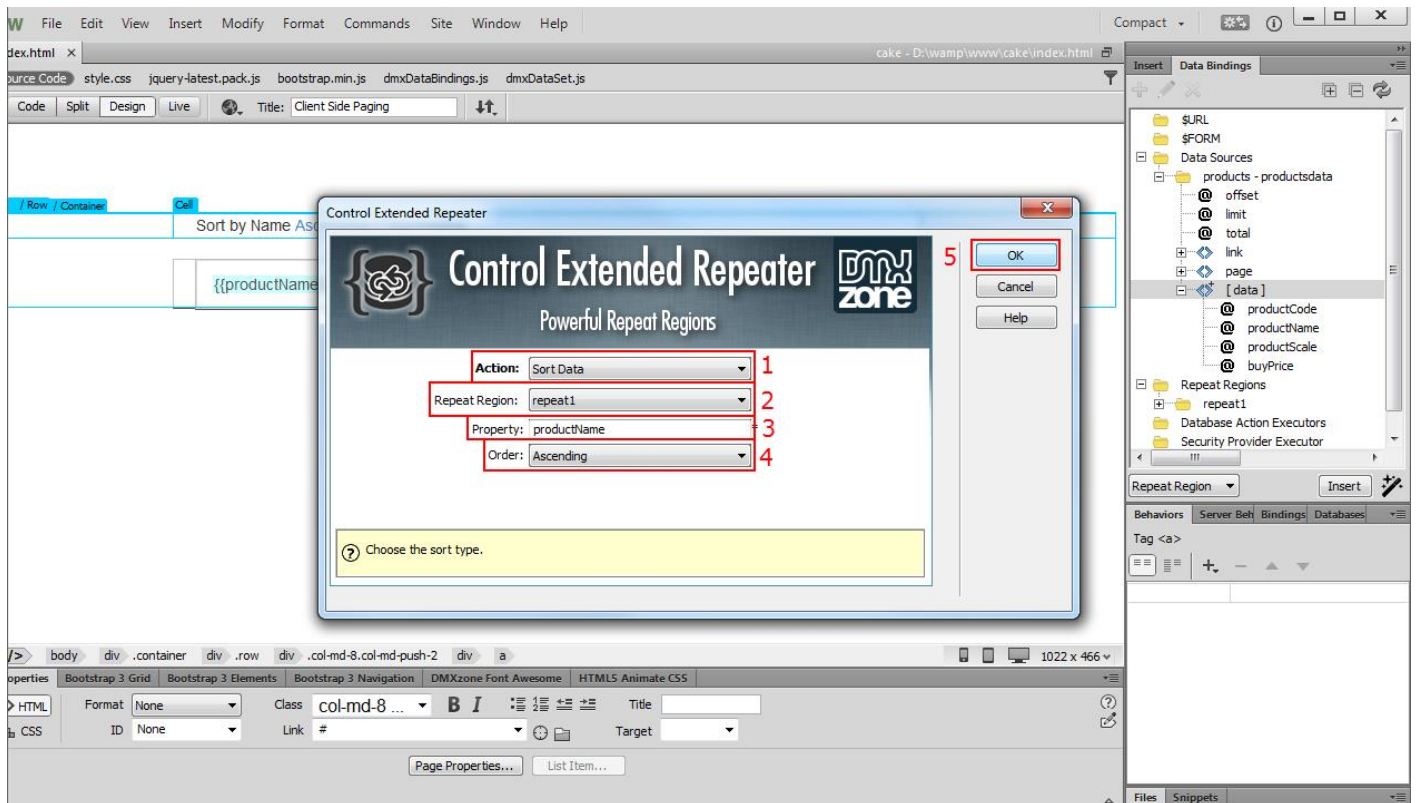 W File Edit View Insert Modify Format Commands Site Window Help
Compact
dex.html ×
cake - D:\wamp\www\cake\index.html
ource Code style.css jquery-latest.pack.js bootstrap.min.js dmxDataBindings.js dmxDataSet.js
Code Split Design Live Title: Client Side Paging
/ Row / Container Cell
Sort by Name Asc
{{productName
Control Extended Repeater
Control Extended Repeater
Powerful Repeat Regions
DMX
zone
5 OK
Cancel
Help
Action: Sort Data 1
Repeat Region: repeat1 2
Property: productName 3
Order: Ascending 4
? Choose the sort type.
Insert Data Bindings
$URL
$FORM
Data Sources
products - productsdata
@ offset
@ limit
@ total
link
page
[ data ]
@ productCode
@ productName
@ productScale
@ buyPrice
Repeat Regions
repeat1
Database Action Executors
Security Provider Executor
Repeat Region Insert
Behaviors Server Beh Bindings Databases
Tag <a>
/> body div .container div .row div .col-md-8.col-md-push-2 div a
1022 x 466
operties Bootstrap 3 Grid Bootstrap 3 Elements Bootstrap 3 Navigation DMXzone Font Awesome HTML5 Animate CSS
HTML Format None Class col-md-8 ... B I Title
CSS ID None Link # Target
Page Properties... List Item...
Files Snippets